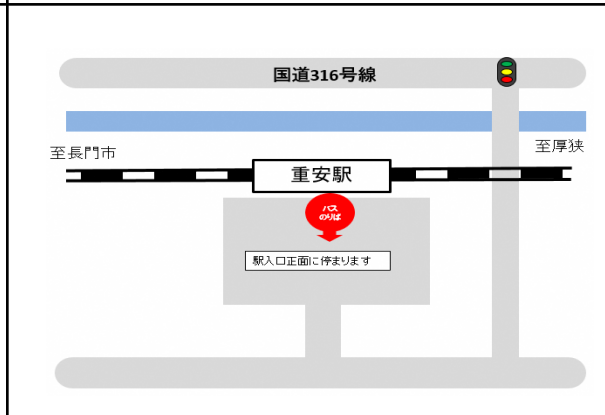 国道316号線
至長門市
至厚狭
重安駅
バス
のりば
駅入口正面に停まります